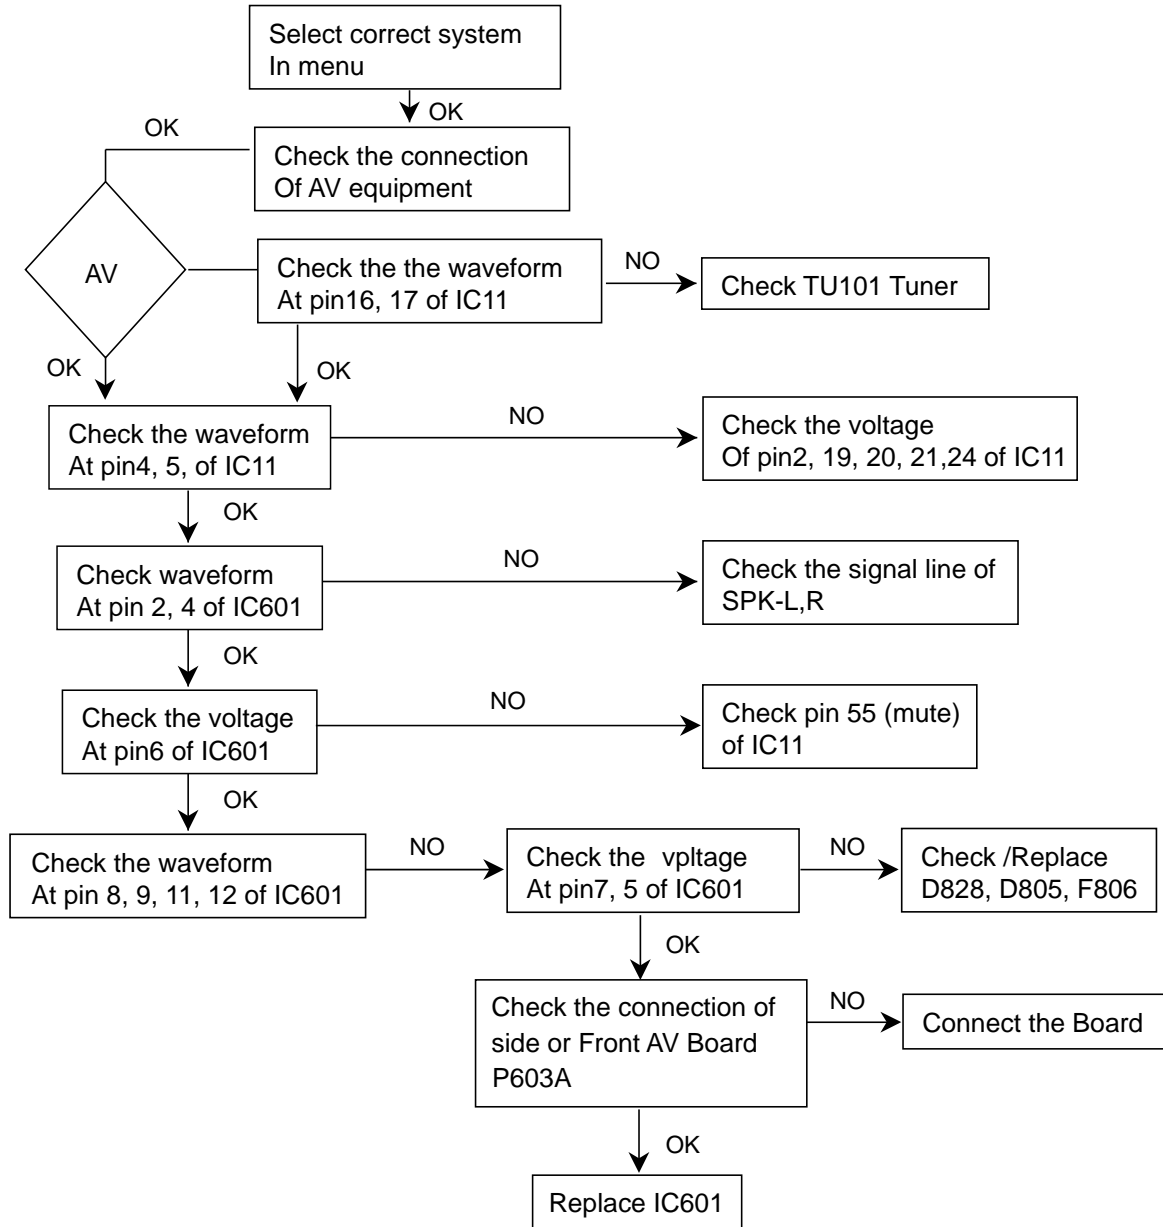 Select correct system
In menu
OK
OK
Check the connection
Of AV equipment
AV
Check the the waveform
At pin16, 17 of IC11
NO
Check TU101 Tuner
OK
OK
Check the waveform
At pin4, 5, of IC11
NO
Check the voltage
Of pin2, 19, 20, 21,24 of IC11
OK
Check waveform
At pin 2, 4 of IC601
NO
Check the signal line of
SPK-L,R
OK
Check the voltage
At pin6 of IC601
NO
Check pin 55 (mute)
of IC11
OK
Check the waveform
At pin 8, 9, 11, 12 of IC601
NO
Check the vpltage
At pin7, 5 of IC601
NO
Check /Replace
D828, D805, F806
OK
Check the connection of
side or Front AV Board
P603A
NO
Connect the Board
OK
Replace IC601